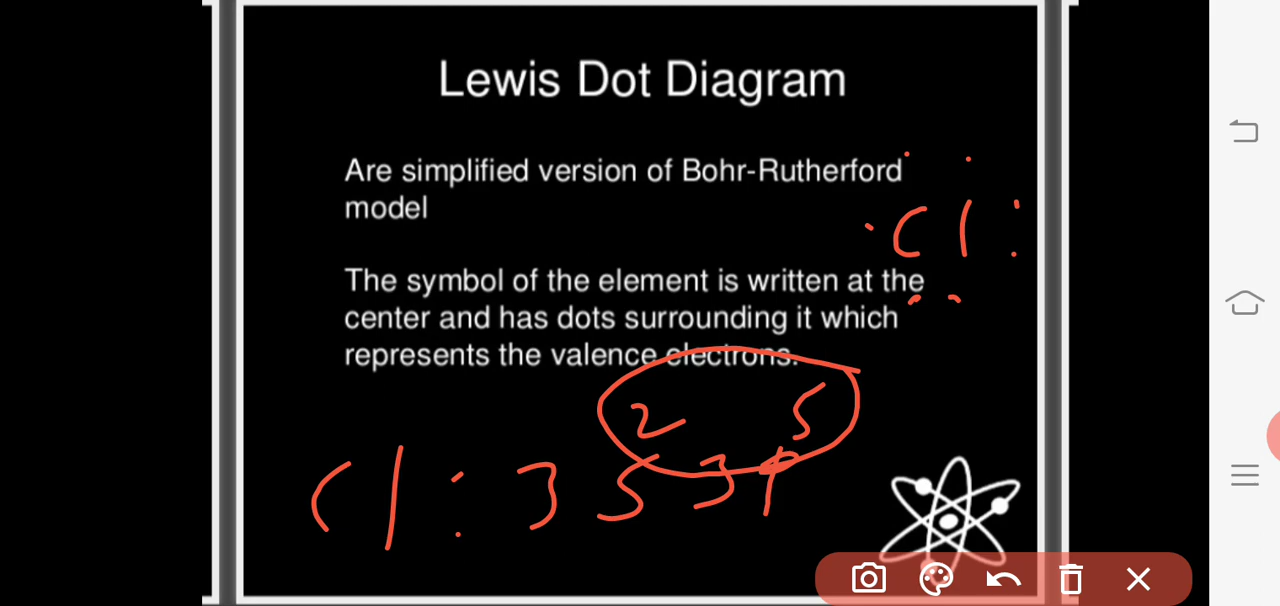 Lewis Dot Diagram
Are simplified version of Bohr-Rutherford
model
Cl
The symbol of the element is written at the
center and has dots surrounding it which
represents the valence electrons.
2 5
Cl : 3s 3p